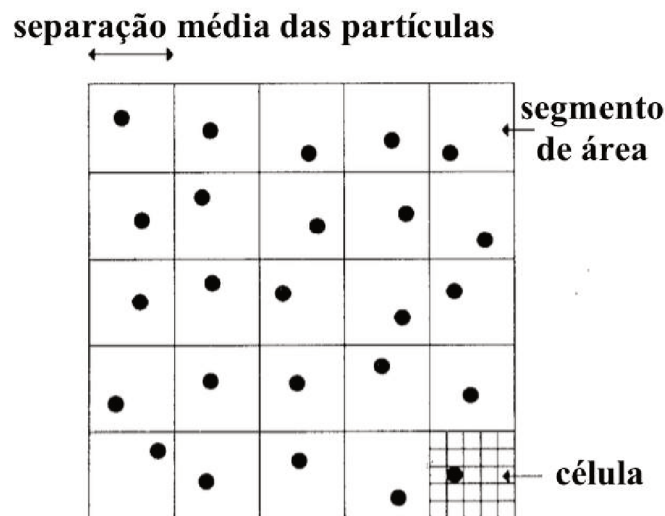 separação média das partículas
segmento
de área
célula